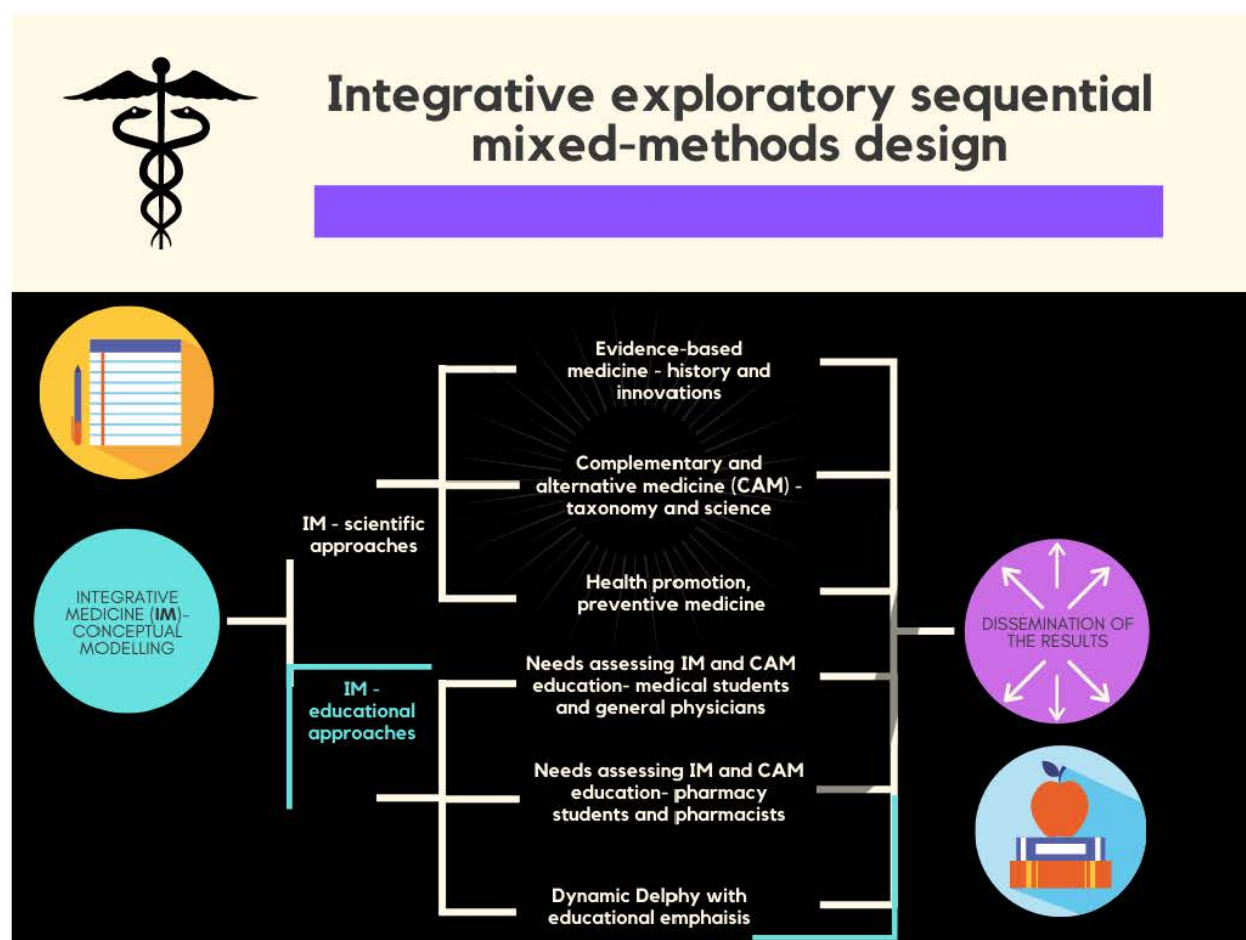 Integrative exploratory sequential
mixed-methods design
Evidence-based
medicine - history and
innovations
Complementary and
alternative medicine (CAM) -
taxonomy and science
IM - scientific
approaches
Health promotion,
preventive medicine
INTEGRATIVE
MEDICINE (IM)-
CONCEPTUAL
MODELLING
DISSEMINATION OF
THE RESULTS
IM -
educational
approaches
Needs assessing IM and CAM
education- medical students
and general physicians
Needs assessing IM and CAM
education- pharmacy
students and pharmacists
Dynamic Delphy with
educational emphaisis